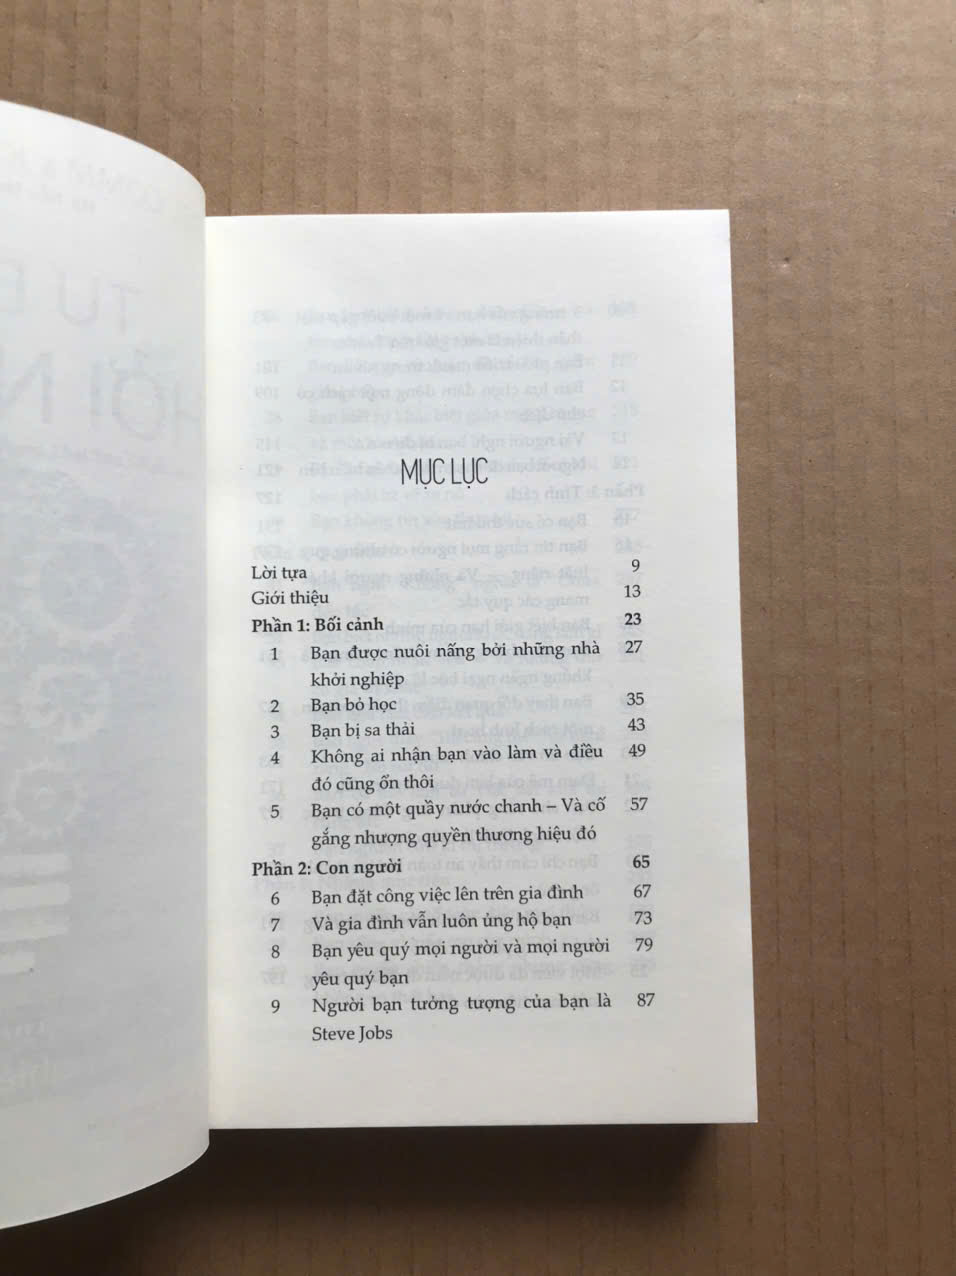 MỤC LỤC
Lời tựa 9
Giới thiệu 13
Phần 1: Bối cảnh 23
1 Bạn được nuôi nấng bởi những nhà 27
khởi nghiệp
2 Bạn bỏ học 35
3 Bạn bị sa thải 43
4 Không ai nhận bạn vào làm và điều 49
đó cũng ổn thôi
5 Bạn có một quầy nước chanh – Và cố 57
gắng nhượng quyền thương hiệu đó
Phần 2: Con người 65
6 Bạn đặt công việc lên trên gia đình 67
7 Và gia đình vẫn luôn ủng hộ bạn 73
8 Bạn yêu quý mọi người và mọi người 79
yêu quý bạn
9 Người bạn tưởng tượng của bạn là 87
Steve Jobs